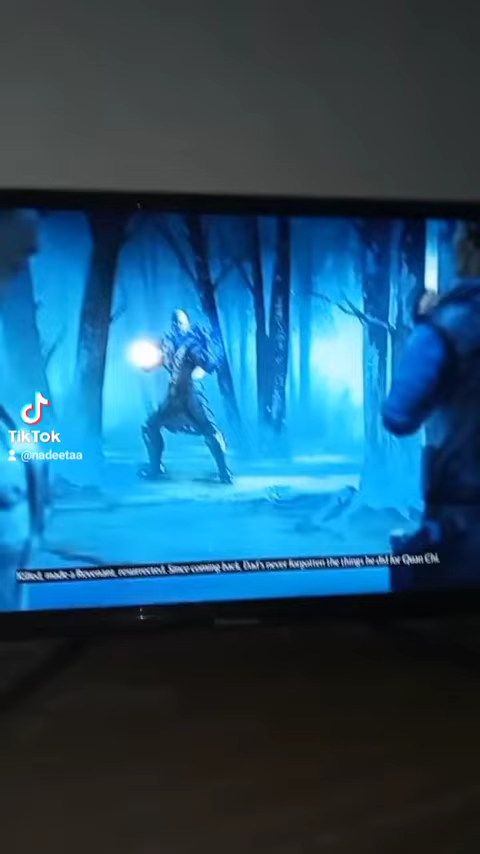 TikTok
@nadeetaa
Killed, made a Revenant, resurrected. Since coming back, Dad's never forgotten the things he did for Quan Chi.